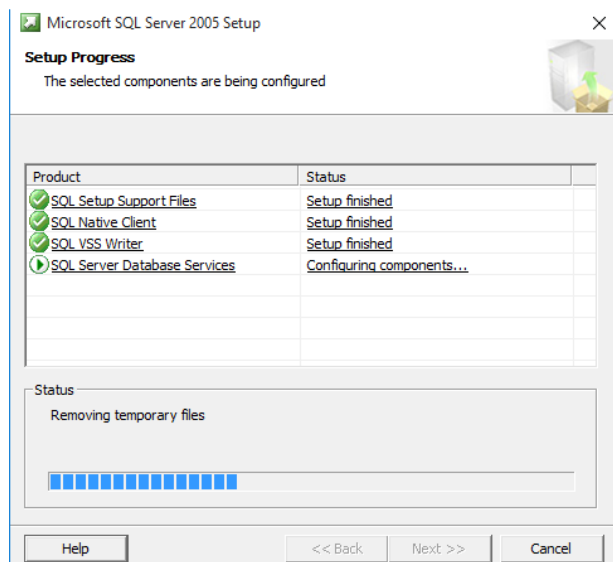 Microsoft SQL Server 2005 Setup
Setup Progress
The selected components are being configured
Product Status
SQL Setup Support Files Setup finished
SQL Native Client Setup finished
SQL VSS Writer Setup finished
SQL Server Database Services Configuring components...
Status
Removing temporary files
Help << Back Next >> Cancel